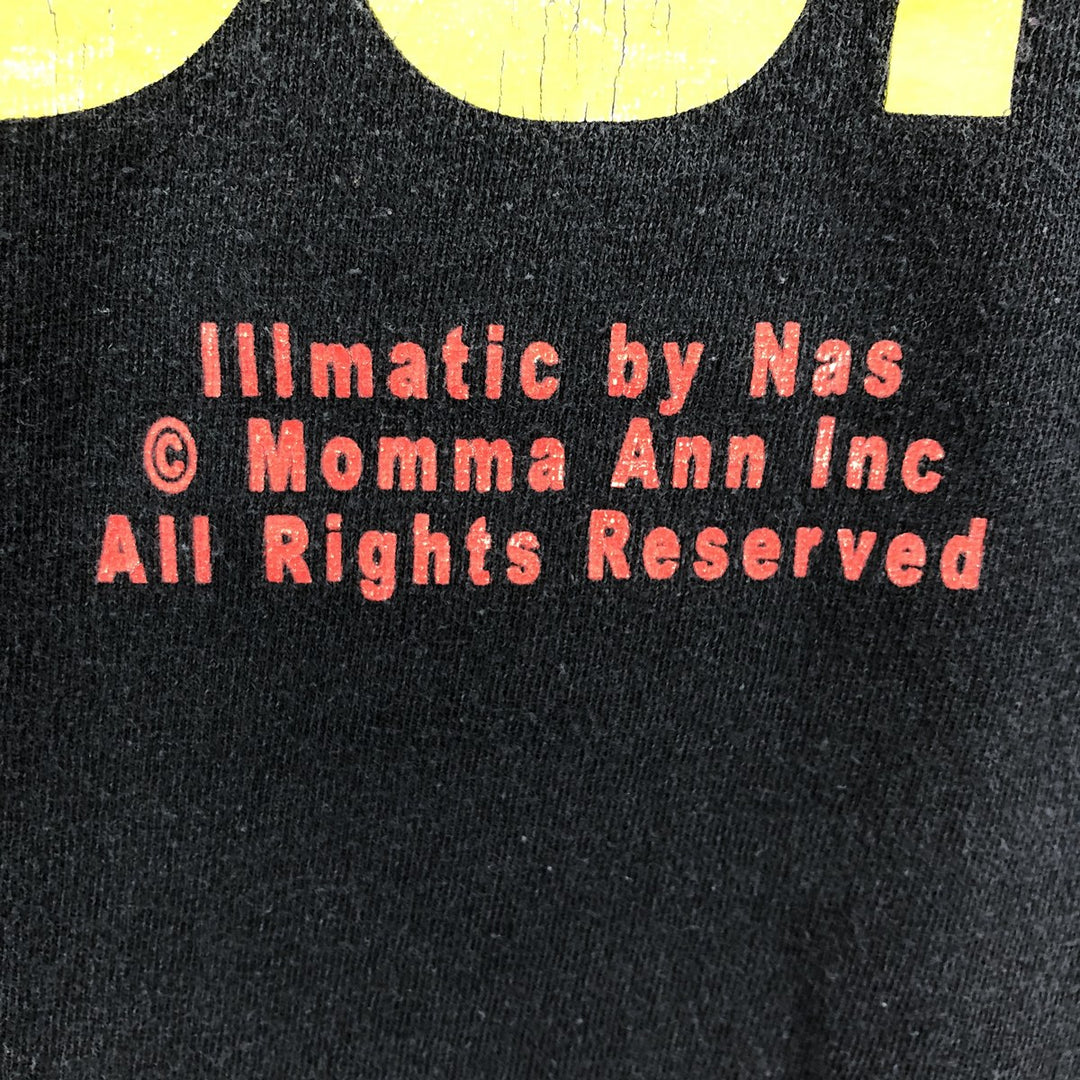 Illmatic by Nas
© Momma Ann Inc
All Rights Reserved